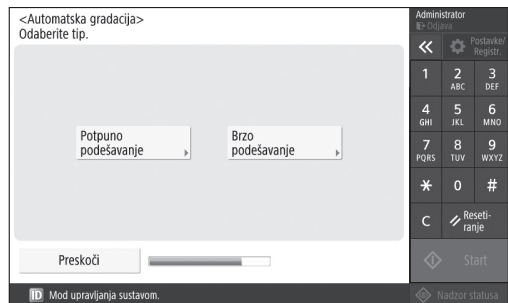 <Automatska gradacija>
Odaberite tip.
Potpuno
podešavanje
Brzo
podešavanje
Preskoči
ID Mod upravljanja sustavom.
Administrator
Odjava
Postavke/
Registr.
1
2
ABC
3
DEF
4
GHI
5
JKL
6
MNO
7
PQRS
8
TUV
9
WXYZ
0
#
C
Reseti-
ranje
Start
Nadzor statusa